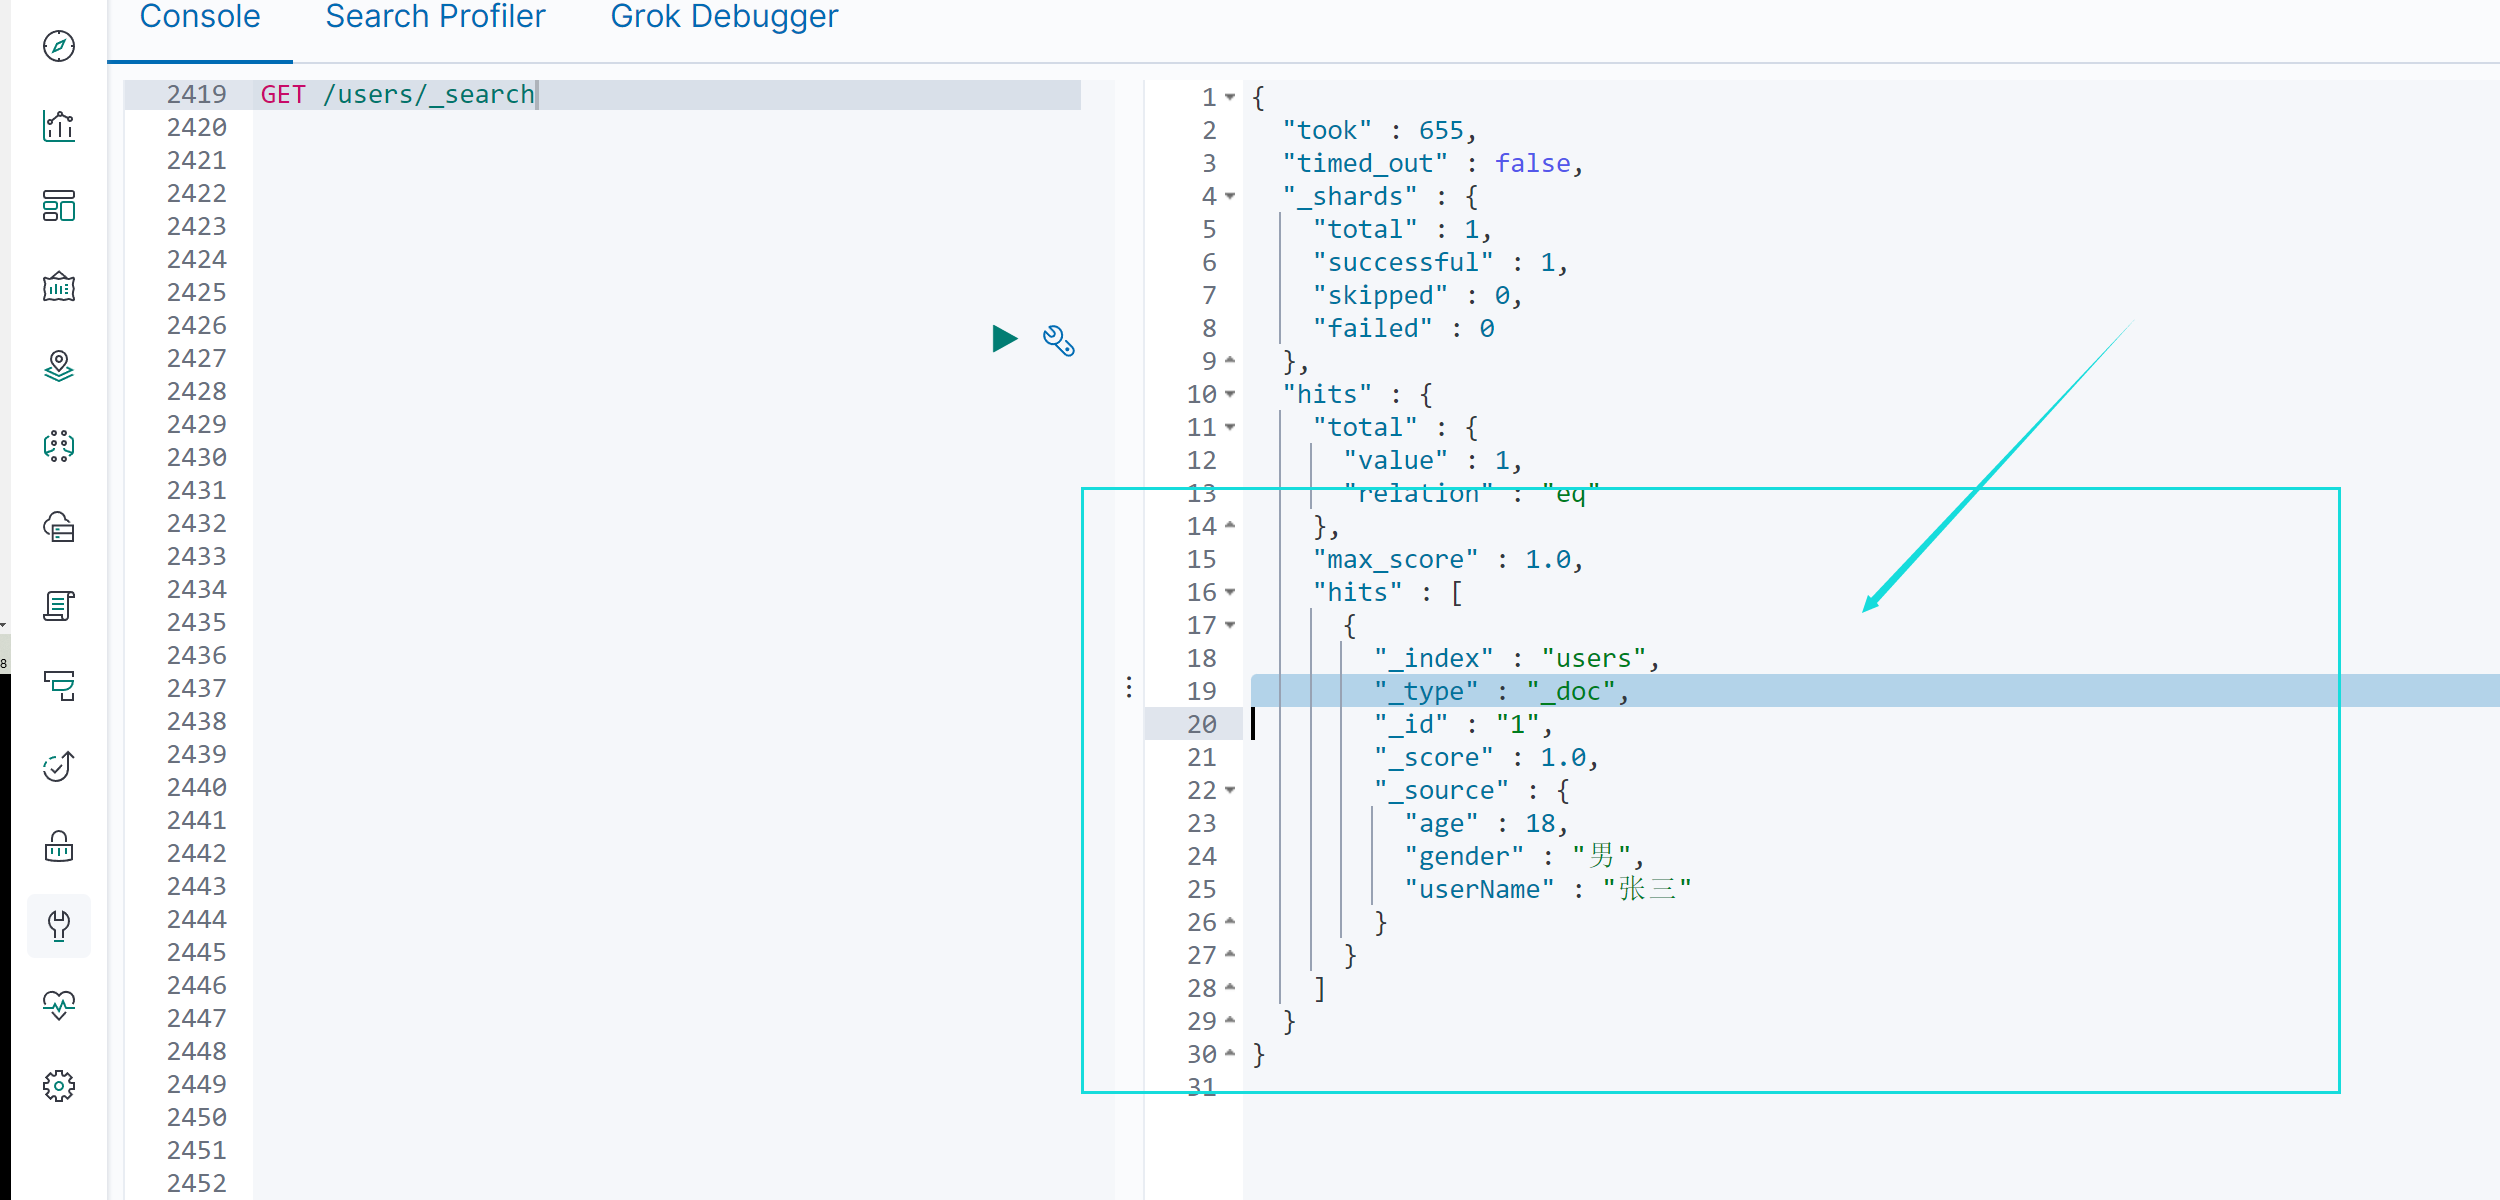 Console Search Profiler Grok Debugger
2419 GET /users/_search
2420
2421
2422
2423
2424
2425
2426
2427
2428
2429
2430
2431
2432
2433
2434
2435
2436
2437
2438
2439
2440
2441
2442
2443
2444
2445
2446
2447
2448
2449
2450
2451
2452
8
1 {
2 "took" : 655,
3 "timed_out" : false,
4 "_shards" : {
5 "total" : 1,
6 "successful" : 1,
7 "skipped" : 0,
8 "failed" : 0
9 },
10 "hits" : {
11 "total" : {
12 "value" : 1,
13 "relation" : "eq"
14 },
15 "max_score" : 1.0,
16 "hits" : [
17 {
18 "_index" : "users",
19 "_type" : "_doc",
20 "_id" : "1",
21 "_score" : 1.0,
22 "_source" : {
23 "age" : 18,
24 "gender" : "男",
25 "userName" : "张三"
26 }
27 }
28 ]
29 }
30 }
31